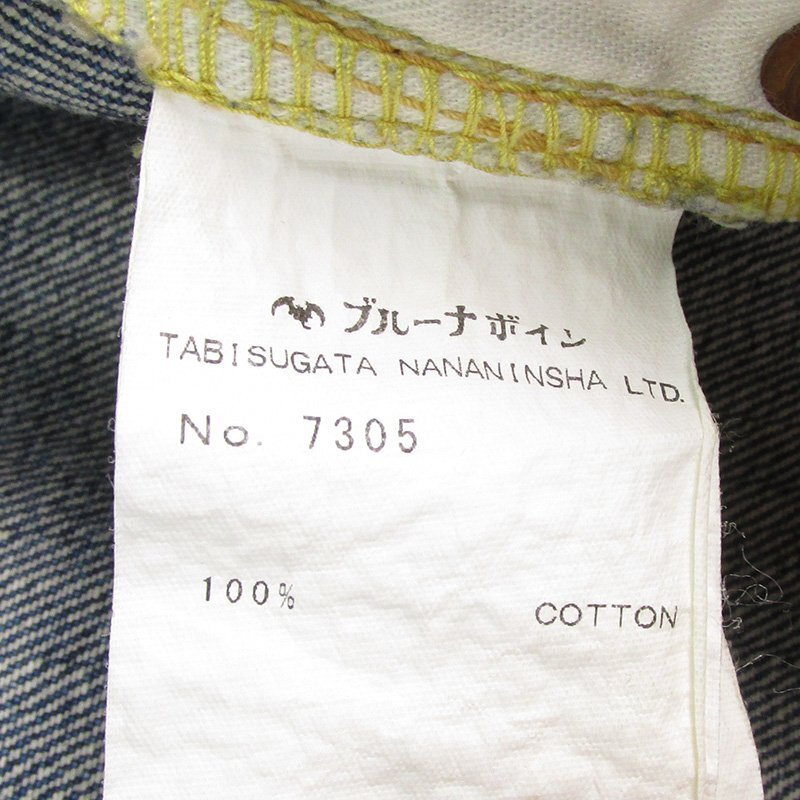 ブルーナボイン
TABISUGATA NANANINSHA LTD.
No. 7305
100% COTTON